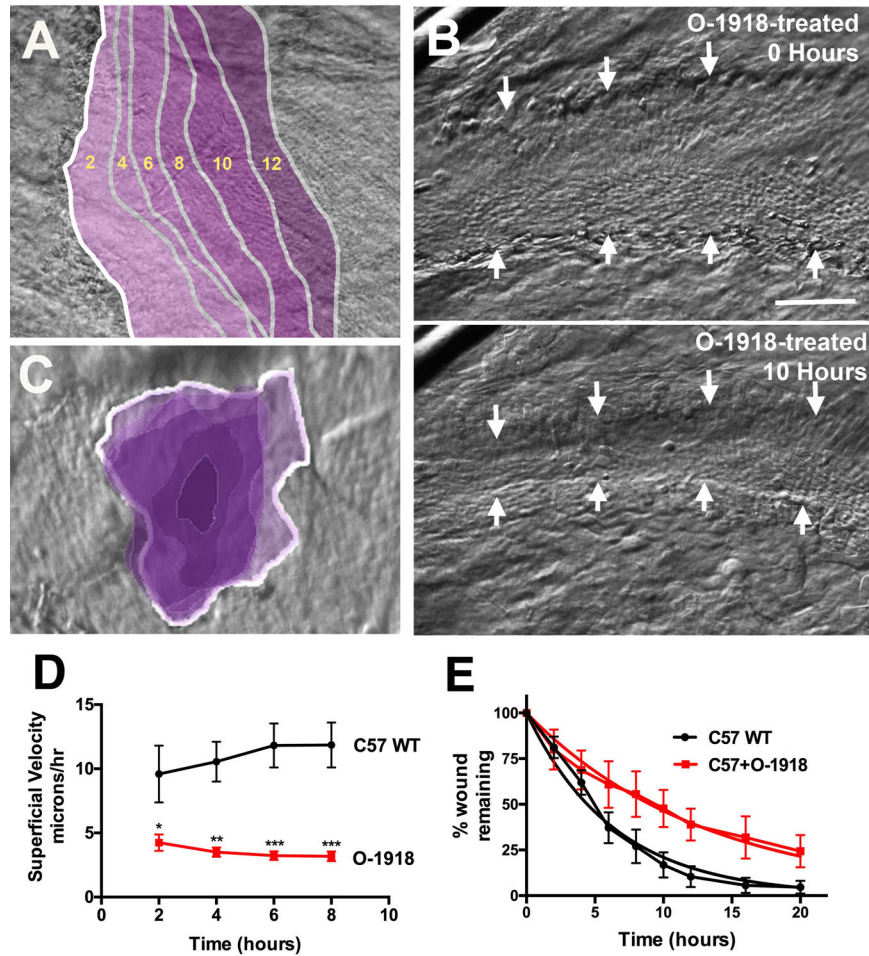 A
2 4 6 8 10 12
B
O-1918-treated
0 Hours
O-1918-treated
10 Hours
C
D
Superficial Velocity
microns/hr
15
10
5
0
C57 WT
* ** *** ***
O-1918
0 2 4 6 8 10
Time (hours)
E
% wound
remaining
100
75
50
25
0
C57 WT
C57+O-1918
0 5 10 15 20
Time (hours)